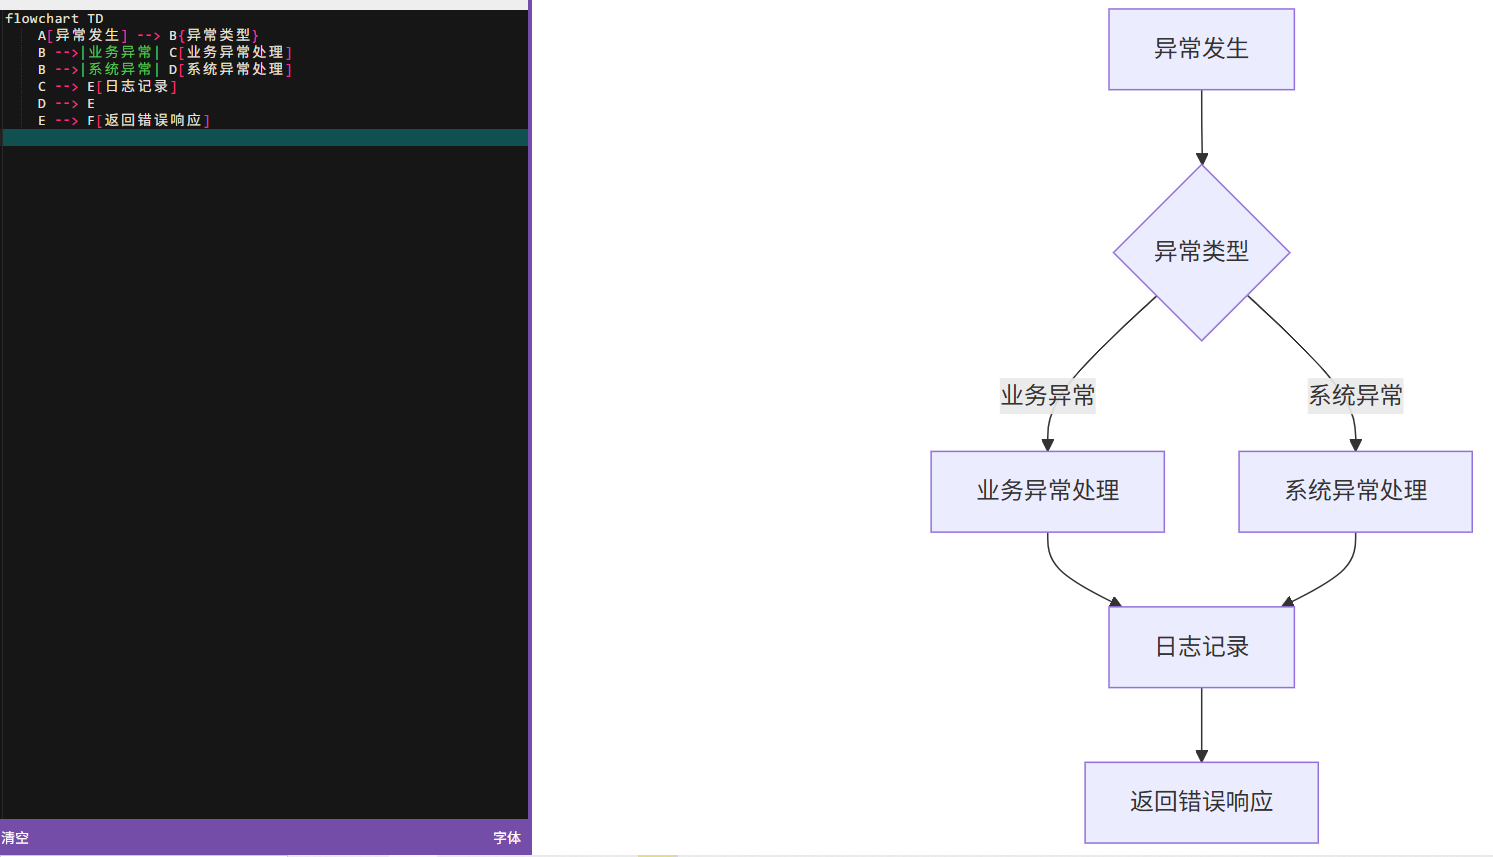 flowchart TD
A[异常发生] --> B{异常类型}
B -->|业务异常| C[业务异常处理]
B -->|系统异常| D[系统异常处理]
C --> E[日志记录]
D --> E
E --> F[返回错误响应]
清空
字体
异常发生
异常类型
业务异常
系统异常
业务异常处理
系统异常处理
日志记录
返回错误响应